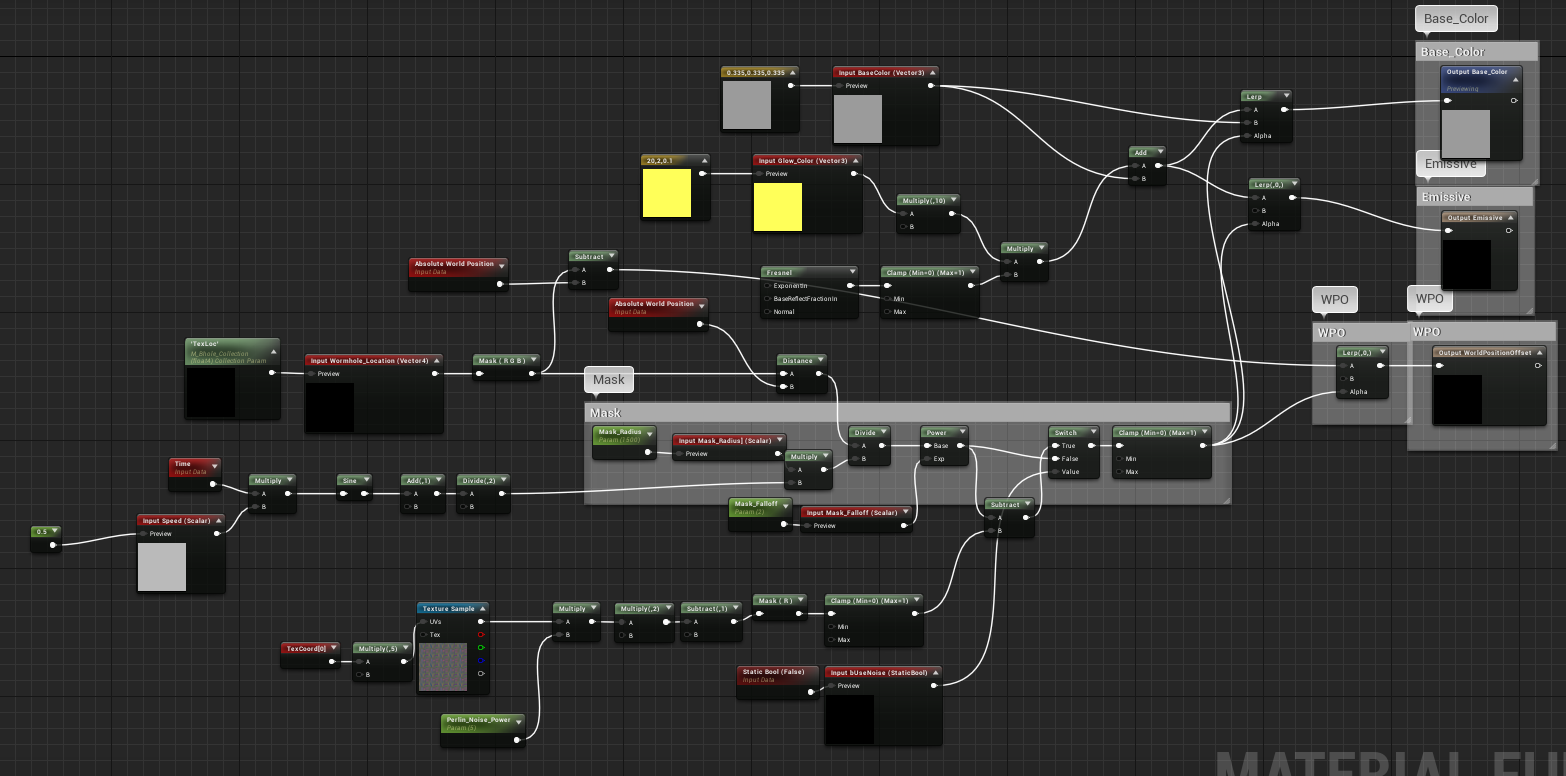 Base_Color
Base_Color
0.335,0.335,0.335
Input BaseColor (Vector3)
Preview
Output Base_Color
Previewing
Lerp
A
B
Alpha
Add
A
B
20,2,0.1
Input Glow_Color (Vector3)
Preview
Multiply(,10)
A
B
Emissive
Emissive
Lerp(,0,)
A
B
Alpha
Output Emissive
Multiply
A
B
Absolute World Position
Input Data
Subtract
A
B
Fresnel
ExponentIn
BaseReflectFractionIn
Normal
Clamp (Min=0) (Max=1)
Min
Max
Absolute World Position
Input Data
WPO
WPO
WPO
WPO
'TexLoc'
M_Bhole_Collection
(float4) Collection Param
Input Wormhole_Location (Vector4)
Preview
Mask ( R G B )
Distance
A
B
Lerp(,0,)
A
B
Alpha
Output WorldPositionOffset
Mask
Mask
Mask_Radius
Param (1500)
Input Mask_Radius] (Scalar)
Preview
Multiply
A
B
Divide
A
B
Power
Base
Exp
Switch
True
False
Value
Clamp (Min=0) (Max=1)
Min
Max
Time
Input Data
Multiply
A
B
Sine
Add(,1)
A
B
Divide(,2)
A
B
Mask_Falloff
Param (2)
Input Mask_Falloff (Scalar)
Preview
Subtract
A
B
0.5
Input Speed (Scalar)
Preview
Texture Sample
UVs
Tex
Multiply
A
B
Multiply(,2)
A
B
Subtract(,1)
A
B
Mask ( R )
Clamp (Min=0) (Max=1)
Min
Max
TexCoord[0]
Multiply(,5)
A
B
Static Bool (False)
Input Data
Input bUseNoise (StaticBool)
Preview
Perlin_Noise_Power
Param (5)
MATERIAL FU